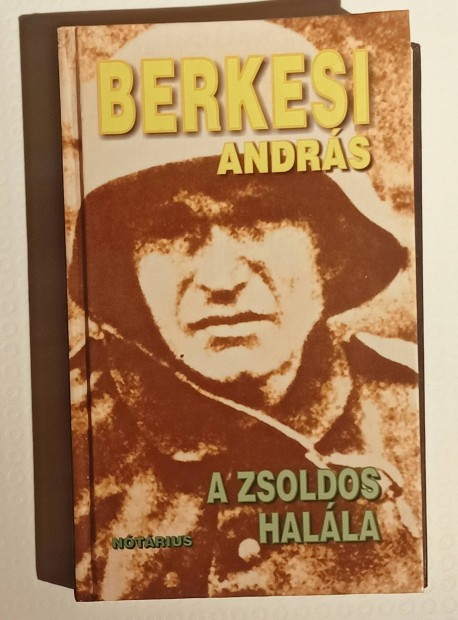 BERKESI
ANDRÁS
A ZSOLDOS
HALÁLA
NÓTÁRIUS